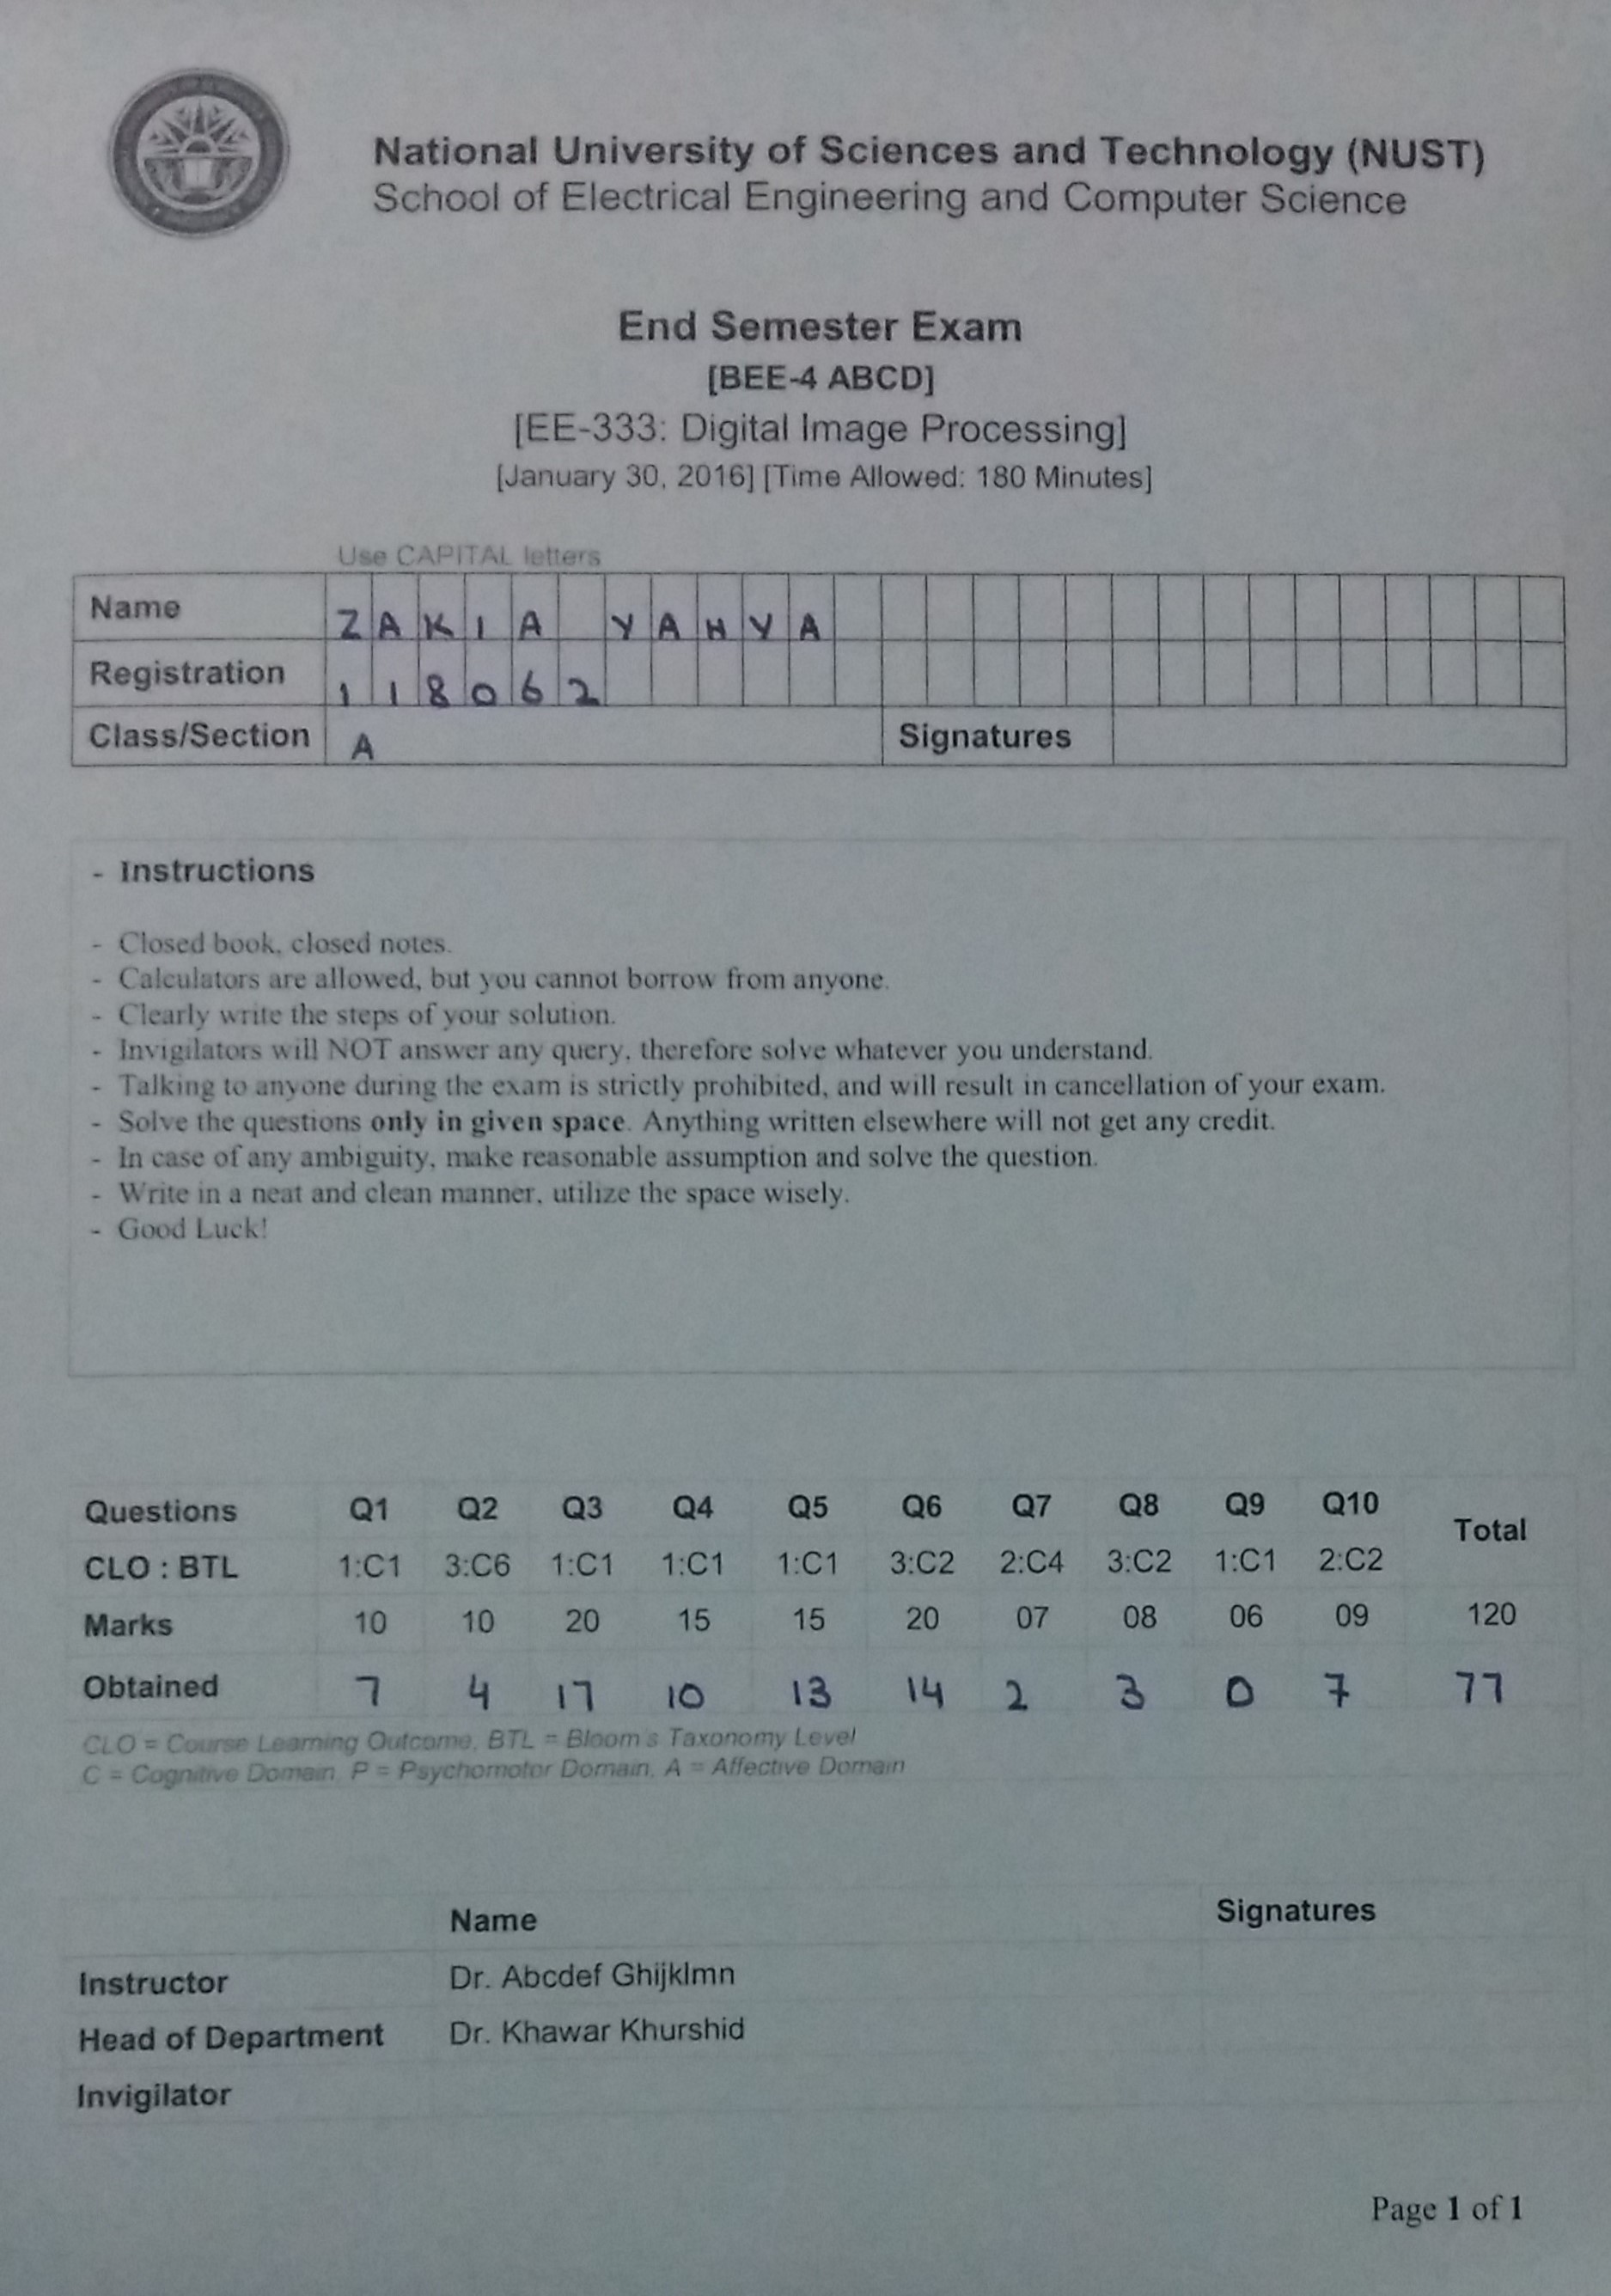 National University of Sciences and Technology (NUST)
School of Electrical Engineering and Computer Science
End Semester Exam
[BEE-4 ABCD]
[EE-333: Digital Image Processing]
[January 30, 2016] [Time Allowed: 180 Minutes]
Use CAPITAL letters
Name ZAKIA YAHYA
Registration 118062
Class/Section A Signatures
- Instructions
- Closed book, closed notes.
- Calculators are allowed, but you cannot borrow from anyone.
- Clearly write the steps of your solution.
- Invigilators will NOT answer any query, therefore solve whatever you understand.
- Talking to anyone during the exam is strictly prohibited, and will result in cancellation of your exam.
- Solve the questions only in given space. Anything written elsewhere will not get any credit.
- In case of any ambiguity, make reasonable assumption and solve the question.
- Write in a neat and clean manner, utilize the space wisely.
- Good Luck!
Questions Q1 Q2 Q3 Q4 Q5 Q6 Q7 Q8 Q9 Q10 Total
CLO : BTL 1:C1 3:C6 1:C1 1:C1 1:C1 3:C2 2:C4 3:C2 1:C1 2:C2
Marks 10 10 20 15 15 20 07 08 06 09 120
Obtained 7 4 17 10 13 14 2 3 0 7 77
CLO = Course Learning Outcome, BTL = Bloom's Taxonomy Level
C = Cognitive Domain, P = Psychomotor Domain, A = Affective Domain
Name Signatures
Instructor Dr. Abcdef Ghijklmn
Head of Department Dr. Khawar Khurshid
Invigilator
Page 1 of 1